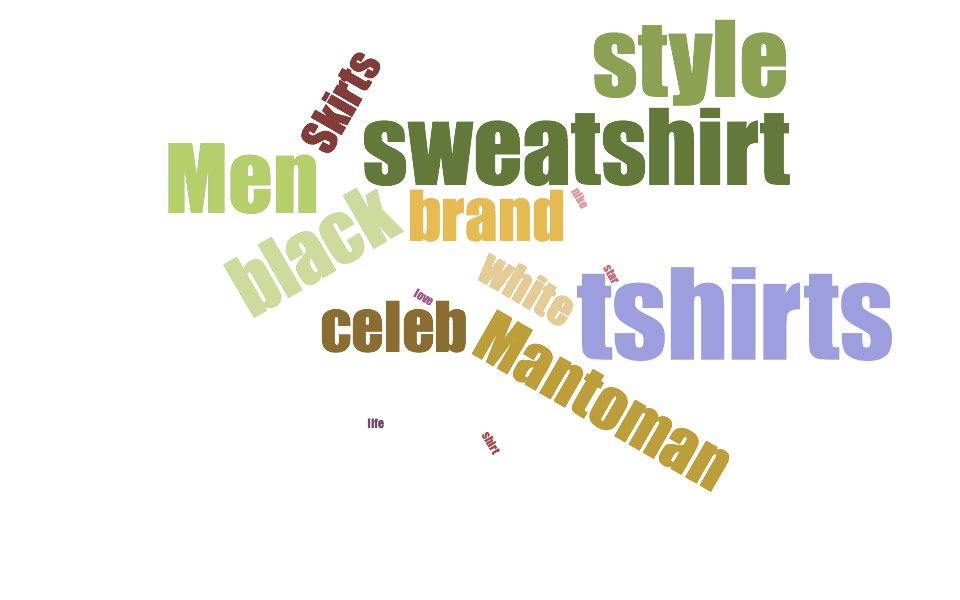 style
Skirts
sweatshirt
Men
black
brand
nike
white
star
tshirts
love
celeb
Mantoman
life
shirt